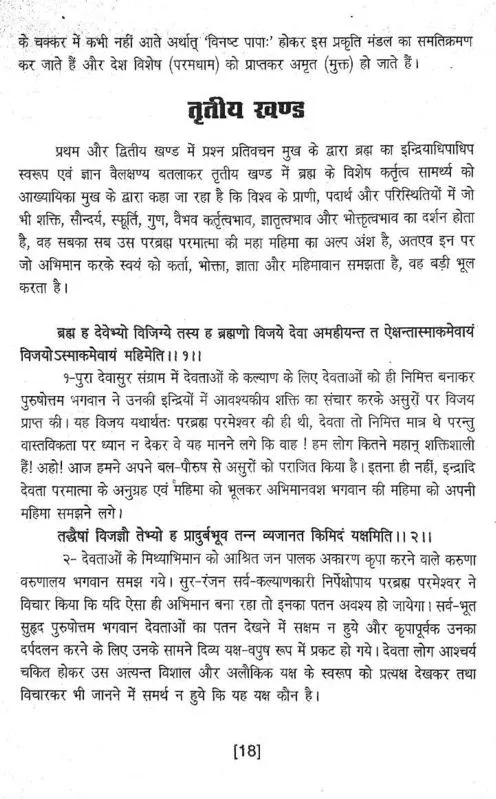 के चक्कर में कभी नहीं आते अर्थात् ‘विनष्ट पापाः’ होकर इस प्रकृति मंडल का समतिक्रमण
कर जाते हैं और देश विशेष (परमधाम) को प्राप्तकर अमृत (मुक्त) हो जाते हैं।
तृतीय खण्ड
प्रथम और द्वितीय खण्ड में प्रश्न प्रतिवचन मुख के द्वारा ब्रह्म का इन्द्रियाधिपाधिप
स्वरूप एवं ज्ञान वैलक्षण्य बतलाकर तृतीय खण्ड में ब्रह्म के विशेष कर्तृत्व सामर्थ्य को
आख्यायिका मुख के द्वारा कहा जा रहा है कि विश्व के प्राणी, पदार्थ और परिस्थितियों में जो
भी शक्ति, सौन्दर्य, स्फूर्ति, गुण, वैभव कर्तृत्वभाव, ज्ञातृत्वभाव और भोक्तृत्वभाव का दर्शन होता
है, वह सबका सब उस परब्रह्म परमात्मा की महा महिमा का अल्प अंश है, अतएव इन पर
जो अभिमान करके स्वयं को कर्ता, भोक्ता, ज्ञाता और महिमावान समझता है, वह बड़ी भूल
करता है।
ब्रह्म ह देवेभ्यो विजिग्ये तस्य ह ब्रह्मणो विजये देवा अमहीयन्त त ऐक्षन्तास्माकमेवायं
विजयोऽस्माकमेवायं महिमेति।।१।।
१-पुरा देवासुर संग्राम में देवताओं के कल्याण के लिए देवताओं को ही निमित्त बनाकर
पुरुषोत्तम भगवान ने उनकी इन्द्रियों में आवश्यकीय शक्ति का संचार करके असुरों पर विजय
प्राप्त की। यह विजय यथार्थतः परब्रह्म परमेश्वर की ही थी, देवता तो निमित्त मात्र थे परन्तु
वास्तविकता पर ध्यान न देकर वे यह मानने लगे कि वाह ! हम लोग कितने महान् शक्तिशाली
हैं! अहो! आज हमने अपने बल-पौरुष से असुरों को पराजित किया है। इतना ही नहीं, इन्द्रादि
देवता परमात्मा के अनुग्रह एवं महिमा को भूलकर अभिमानवश भगवान की महिमा को अपनी
महिमा समझने लगे।
तद्धैषां विजज्ञौ तेभ्यो ह प्रादुर्बभूव तन्न व्यजानत किमिदं यक्षमिति।।२।।
२- देवताओं के मिथ्याभिमान को आश्रित जन पालक अकारण कृपा करने वाले करुणा
वरुणालय भगवान समझ गये। सुर-रंजन सर्व-कल्याणकारी निर्पेक्षोपाय परब्रह्म परमेश्वर ने
विचार किया कि यदि ऐसा ही अभिमान बना रहा तो इनका पतन अवश्य हो जायेगा। सर्व-भूत
सुहृद पुरुषोत्तम भगवान देवताओं का पतन देखने में सक्षम न हुये और कृपापूर्वक उनका
दर्पदलन करने के लिए उनके सामने दिव्य यक्ष-वपुष रूप में प्रकट हो गये। देवता लोग आश्चर्य
चकित होकर उस अत्यन्त विशाल और अलौकिक यक्ष के स्वरूप को प्रत्यक्ष देखकर तथा
विचारकर भी जानने में समर्थ न हुये कि यह यक्ष कौन है।
[18]